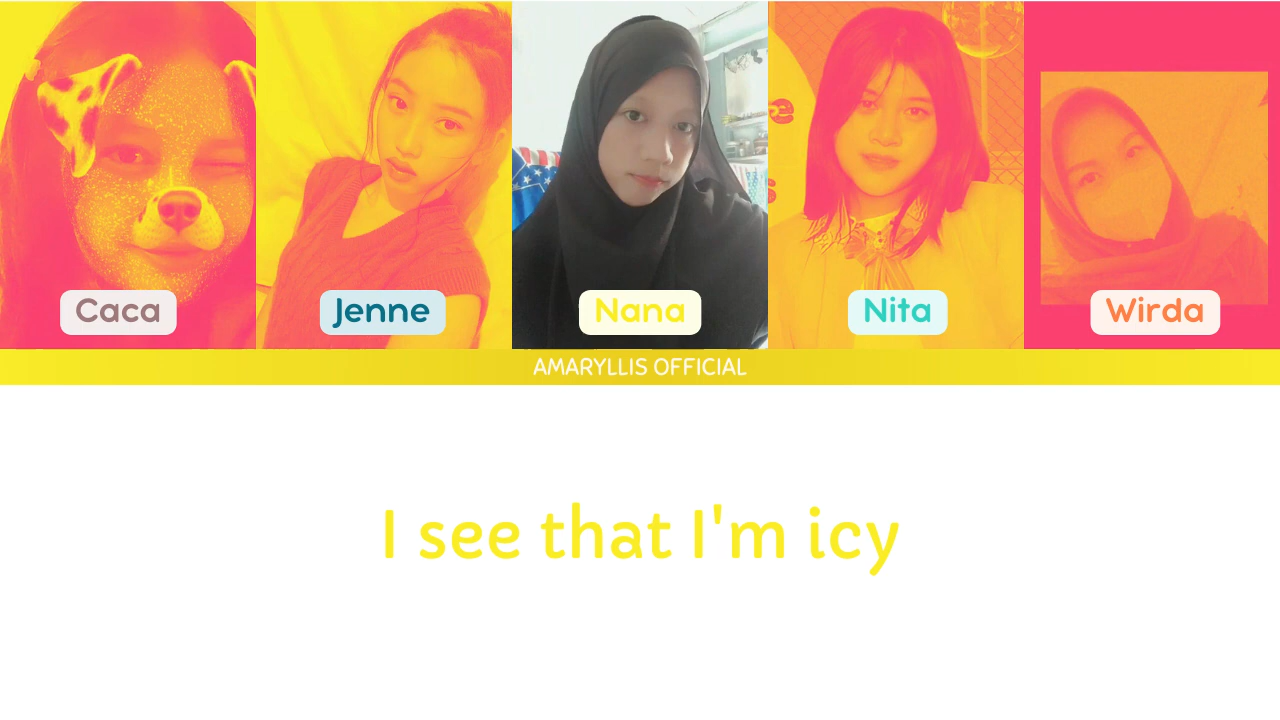 Caca
Jenne
Nana
Nita
Wirda
AMARYLLIS OFFICIAL
I see that I'm icy